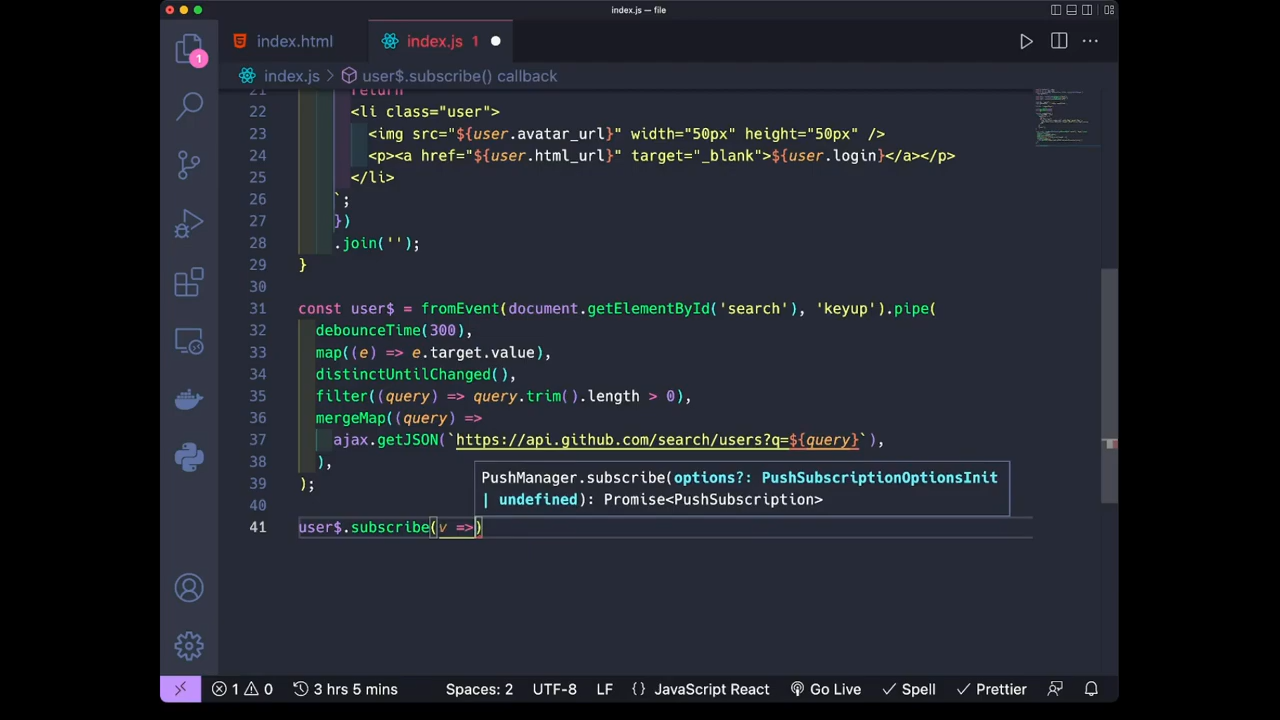 index.js — file
index.html
index.js 1
1
index.js > user$.subscribe() callback
21 return `
22 <li class="user">
23 <img src="${user.avatar_url}" width="50px" height="50px" />
24 <p><a href="${user.html_url}" target="_blank">${user.login}</a></p>
25 </li>
26 `;
27 })
28 .join('');
29 }
30
31 const user$ = fromEvent(document.getElementById('search'), 'keyup').pipe(
32 debounceTime(300),
33 map((e) => e.target.value),
34 distinctUntilChanged(),
35 filter((query) => query.trim().length > 0),
36 mergeMap((query) =>
37 ajax.getJSON(`https://api.github.com/search/users?q=${query}`),
38 ),
39 );
PushManager.subscribe(options?: PushSubscriptionOptionsInit
| undefined): Promise<PushSubscription>
40
41 user$.subscribe(v =>)
1 0 3 hrs 5 mins Spaces: 2 UTF-8 LF {} JavaScript React Go Live Spell Prettier